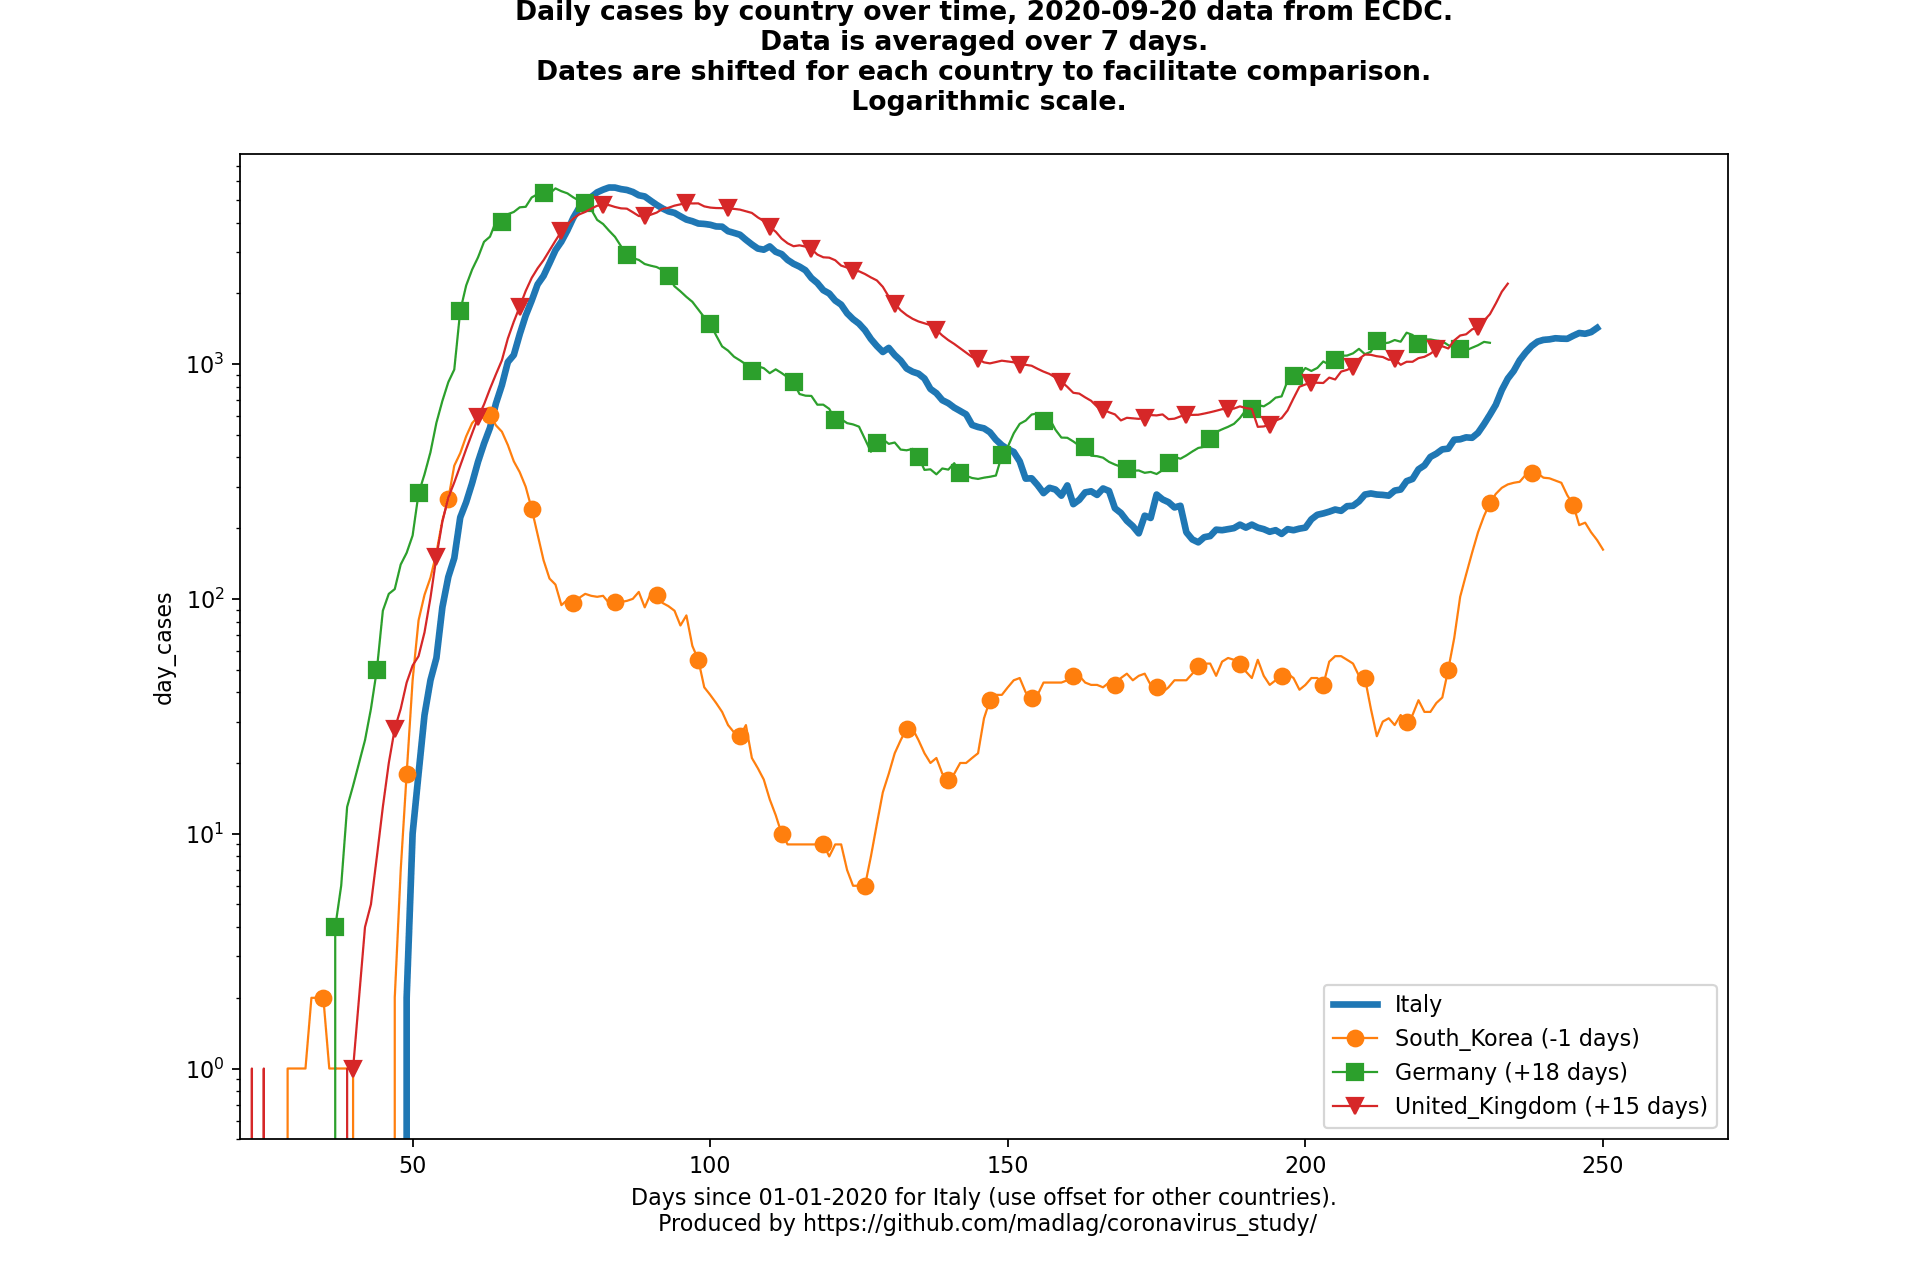 Daily cases by country over time, 2020-09-20 data from ECDC.
Data is averaged over 7 days.
Dates are shifted for each country to facilitate comparison.
Logarithmic scale.
day_cases
10³
10²
10¹
10⁰
50 100 150 200 250
Italy
South_Korea (-1 days)
Germany (+18 days)
United_Kingdom (+15 days)
Days since 01-01-2020 for Italy (use offset for other countries).
Produced by https://github.com/madlag/coronavirus_study/